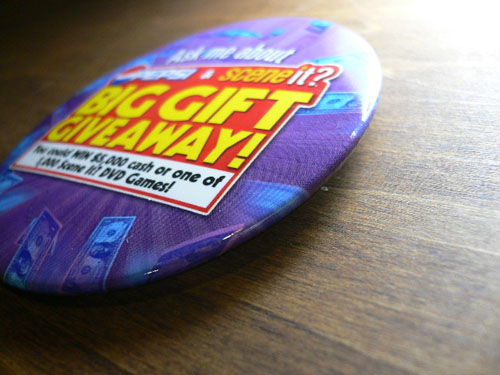 Ask me about
PEPSI & scene it?
BIG GIFT
GIVEAWAY!
You could WIN $5,000 cash or one of
1,000 Scene It! DVD Games!